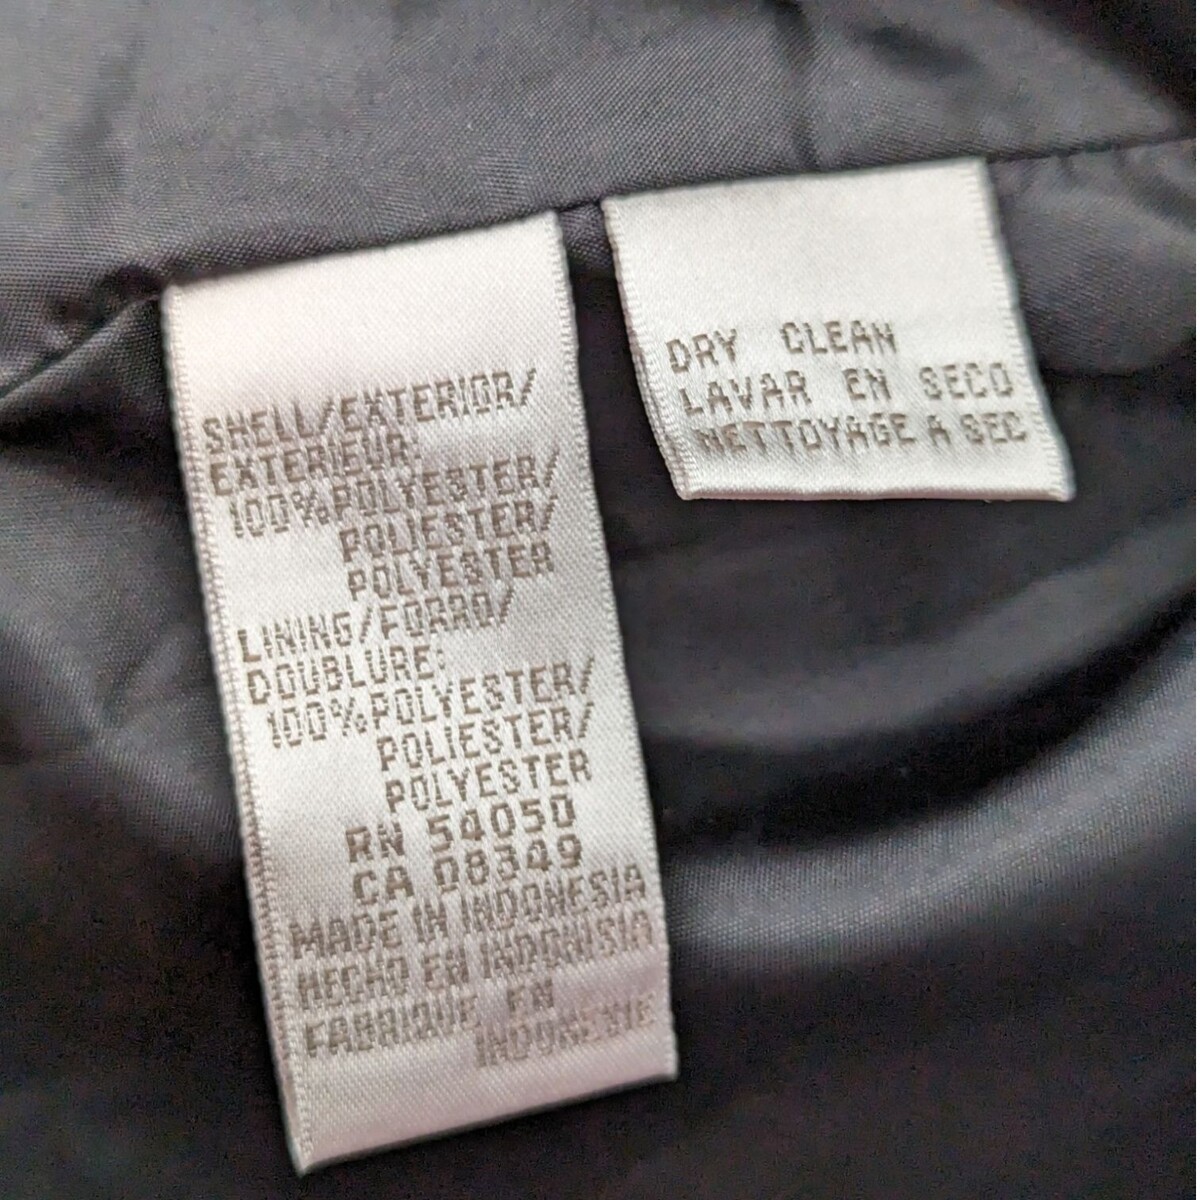 SHELL/EXTERIOR/
EXTERIEUR:
100%POLYESTER/
POLIESTER/
POLYESTER
LINING/FORRO/
DOUBLURE:
100%POLYESTER/
POLIESTER/
POLYESTER
RN 54050
CA 08349
MADE IN INDONESIA
HECHO EN INDONISIA
FABRIQUE EN
INDONESIE
DRY CLEAN
LAVAR EN SECO
NETTOYAGE A SEC